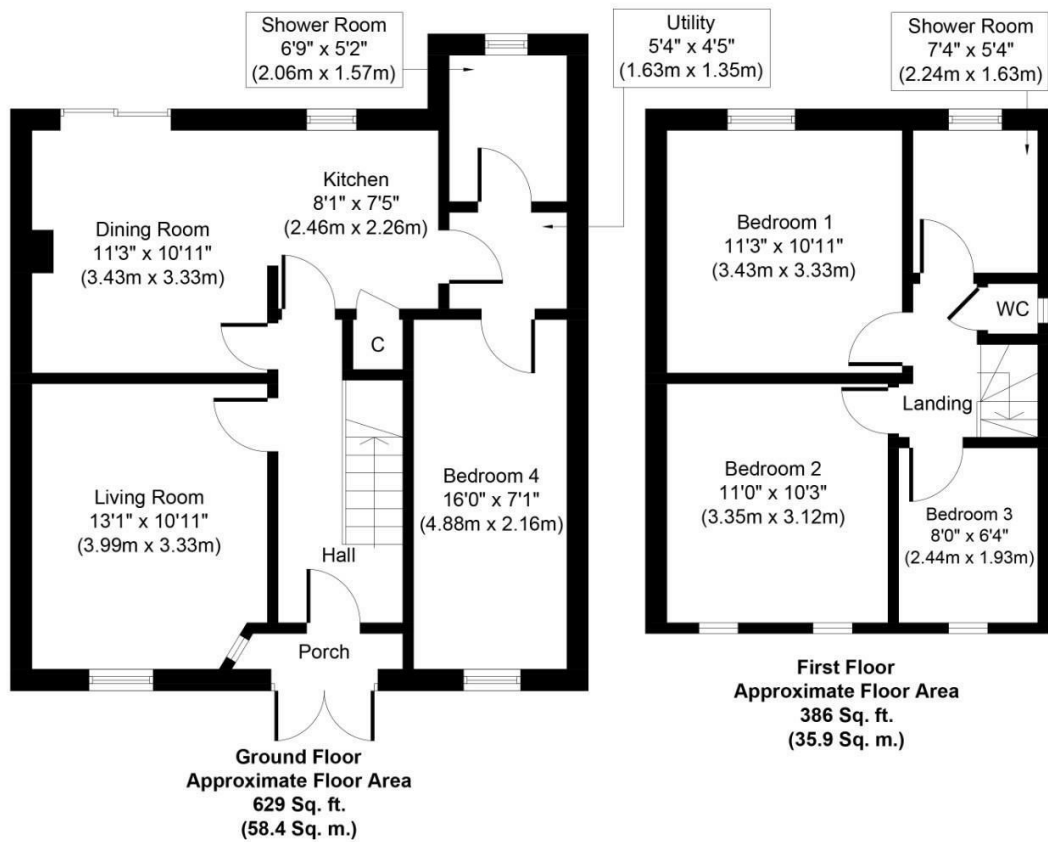 Shower Room
6'9" x 5'2"
(2.06m x 1.57m)
Utility
5'4" x 4'5"
(1.63m x 1.35m)
Kitchen
8'1" x 7'5"
(2.46m x 2.26m)
Dining Room
11'3" x 10'11"
(3.43m x 3.33m)
C
Living Room
13'1" x 10'11"
(3.99m x 3.33m)
Bedroom 4
16'0" x 7'1"
(4.88m x 2.16m)
Hall
Porch
Ground Floor
Approximate Floor Area
629 Sq. ft.
(58.4 Sq. m.)
Shower Room
7'4" x 5'4"
(2.24m x 1.63m)
Bedroom 1
11'3" x 10'11"
(3.43m x 3.33m)
WC
Landing
Bedroom 2
11'0" x 10'3"
(3.35m x 3.12m)
Bedroom 3
8'0" x 6'4"
(2.44m x 1.93m)
First Floor
Approximate Floor Area
386 Sq. ft.
(35.9 Sq. m.)